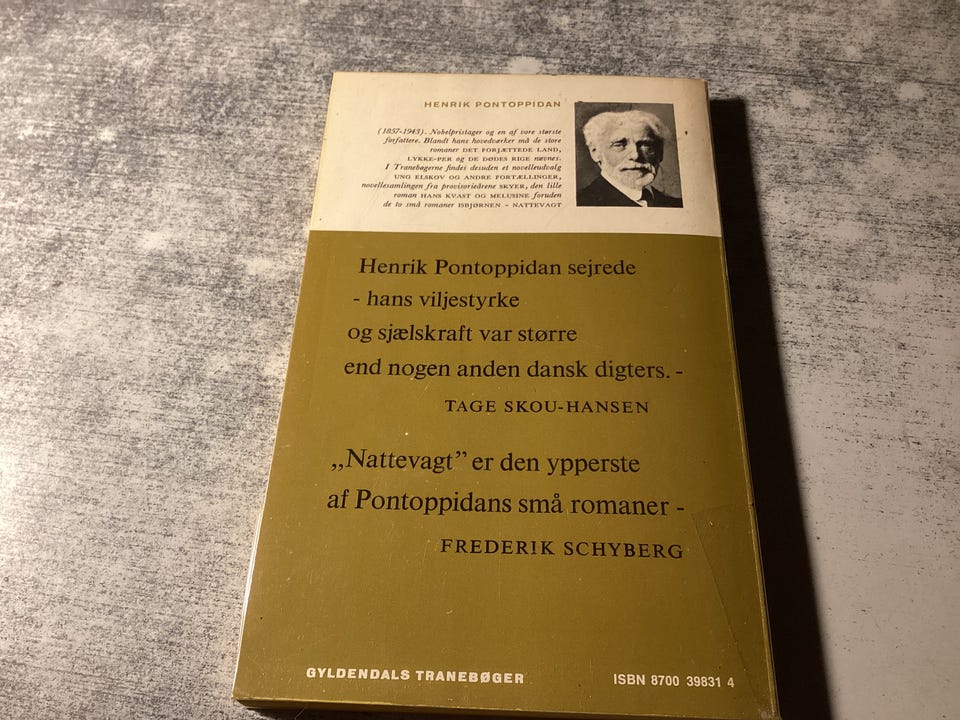 HENRIK PONTOPPIDAN
(1857-1943). Nobelpristager og en af vore største
forfattere. Blandt hans hovedværker må de store
romaner DET FORJÆTTEDE LAND,
LYKKE-PER og DE DØDES RIGE nævnes.
I Tranebøgerne findes desuden et novelleudvalg
UNG ELSKOV OG ANDRE FORTÆLLINGER,
novellesamlingen fra provisorieårene SKYER, den lille
roman HANS KVAST OG MELUSINE foruden
de to små romaner ISBJØRNEN - NATTEVAGT
Henrik Pontoppidan sejrede
- hans viljestyrke
og sjælskraft var større
end nogen anden dansk digters. -
TAGE SKOU-HANSEN
„Nattevagt” er den ypperste
af Pontoppidans små romaner -
FREDERIK SCHYBERG
GYLDENDALS TRANEBØGER
ISBN 8700 39831 4